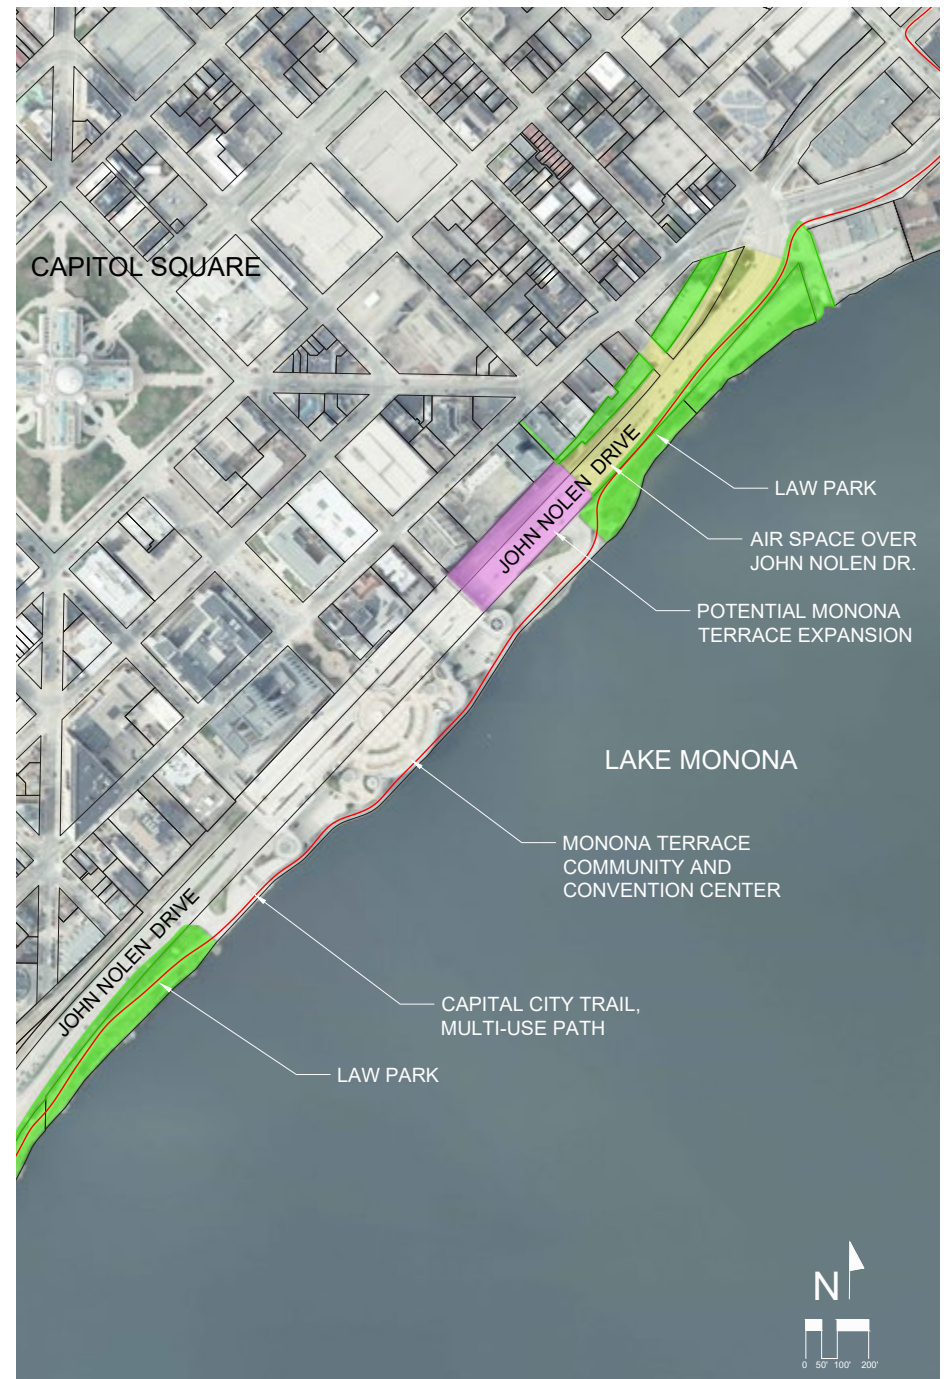 CAPITOL SQUARE
JOHN NOLEN DRIVE
LAW PARK
AIR SPACE OVER
JOHN NOLEN DR.
POTENTIAL MONONA
TERRACE EXPANSION
LAKE MONONA
MONONA TERRACE
COMMUNITY AND
CONVENTION CENTER
JOHN NOLEN DRIVE
CAPITAL CITY TRAIL,
MULTI-USE PATH
LAW PARK
N
0 50' 100' 200'